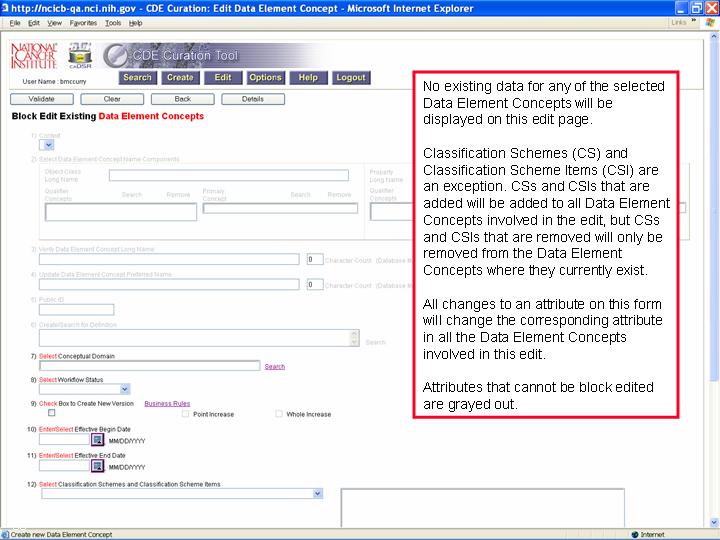 http://ncicb-qa.nci.nih.gov - CDE Curation: Edit Data Element Concept - Microsoft Internet Explorer
File Edit View Favorites Tools Help
Links »
NATIONAL CANCER INSTITUTE
caDSR
CDE Curation Tool
User Name : bmccurry
Search Create Edit Options Help Logout
Validate Clear Back Details
Block Edit Existing Data Element Concepts
1) Context
2) Select Data Element Concept Name Components
Object Class Long Name
Property Long Name
Qualifier Concepts Search Remove Primary Concept Search Remove Qualifier Concepts
3) Verify Data Element Concept Long Name
0 Character Count (Database M
4) Update Data Element Concept Preferred Name
0 Character Count (Database M
5) Public ID
6) Create/Search for Definition
Search
7) Select Conceptual Domain
Search
8) Select Workflow Status
9) Check Box to Create New Version Business Rules
Point Increase Whole Increase
10) Enter/Select Effective Begin Date
MM/DD/YYYY
11) Enter/Select Effective End Date
MM/DD/YYYY
12) Select Classification Schemes and Classification Scheme Items
No existing data for any of the selected
Data Element Concepts will be
displayed on this edit page.
Classification Schemes (CS) and
Classification Scheme Items (CSI) are
an exception. CSs and CSIs that are
added will be added to all Data Element
Concepts involved in the edit, but CSs
and CSIs that are removed will only be
removed from the Data Element
Concepts where they currently exist.
All changes to an attribute on this form
will change the corresponding attribute
in all the Data Element Concepts
involved in this edit.
Attributes that cannot be block edited
are grayed out.
Create new Data Element Concept
Internet